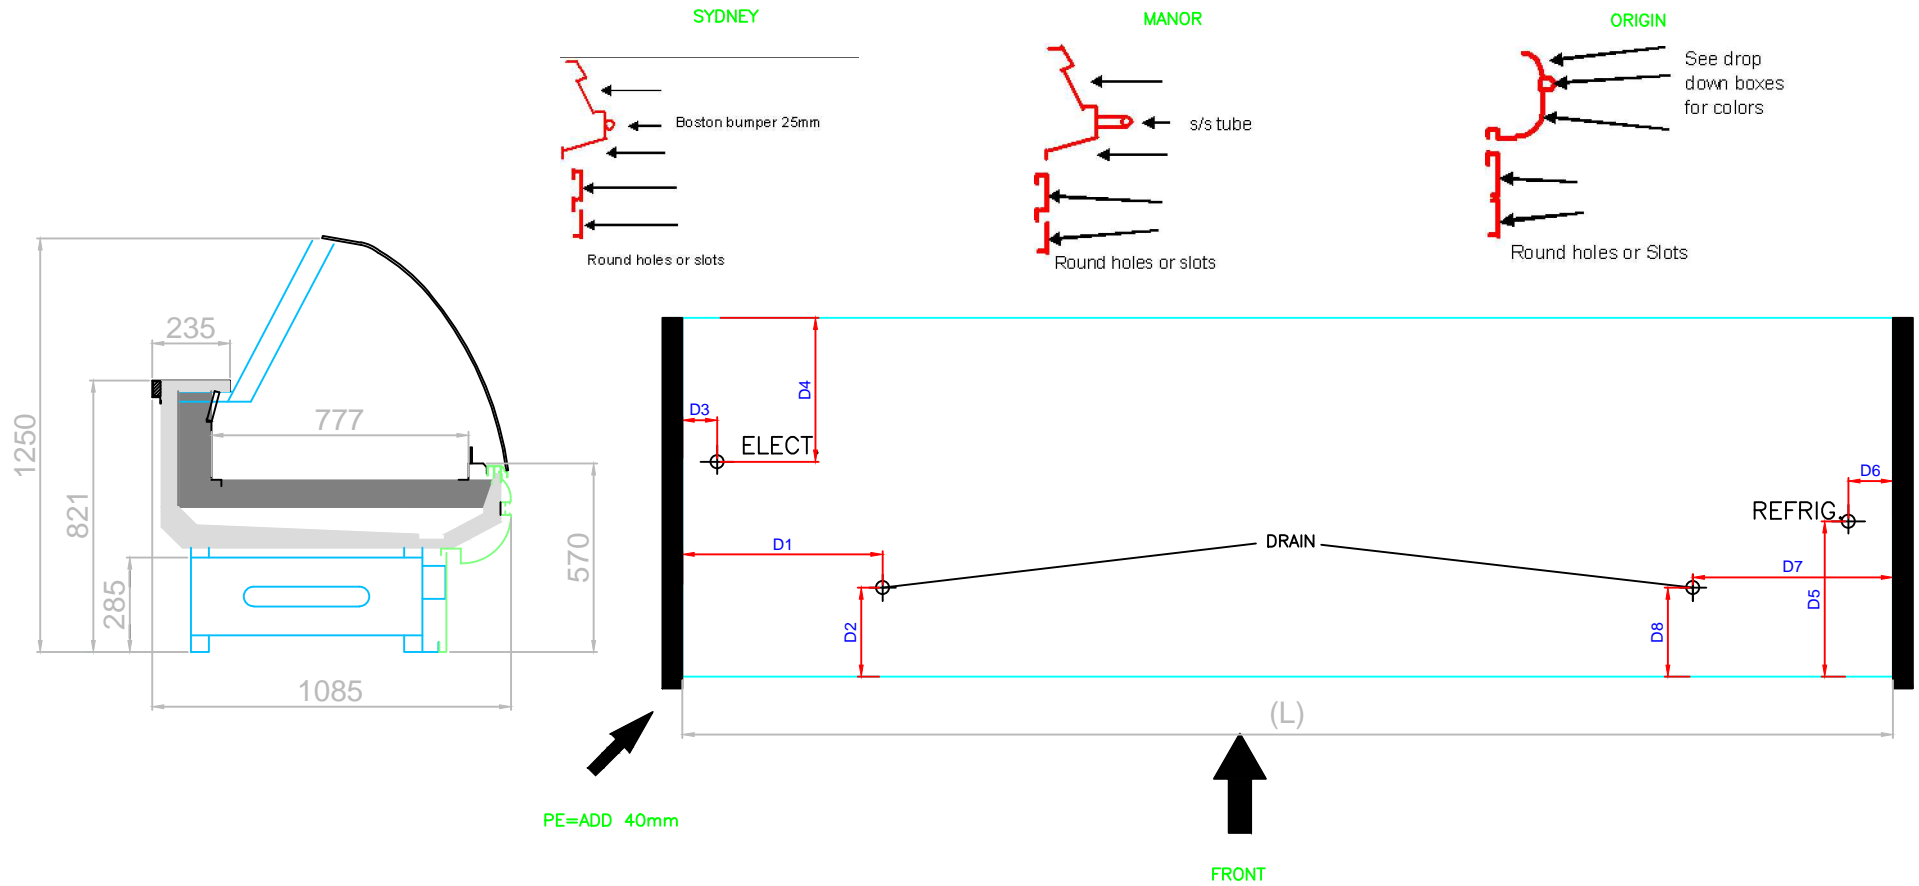 SYDNEY
MANOR
ORIGIN
Boston bumper 25mm
Round holes or slots
s/s tube
Round holes or slots
See drop
down boxes
for colors
Round holes or Slots
235
777
1250
821
285
570
1085
D3
D4
ELECT.
D6
REFRIG.
D1
DRAIN
D7
D5
D2
D8
(L)
PE=ADD 40mm
FRONT